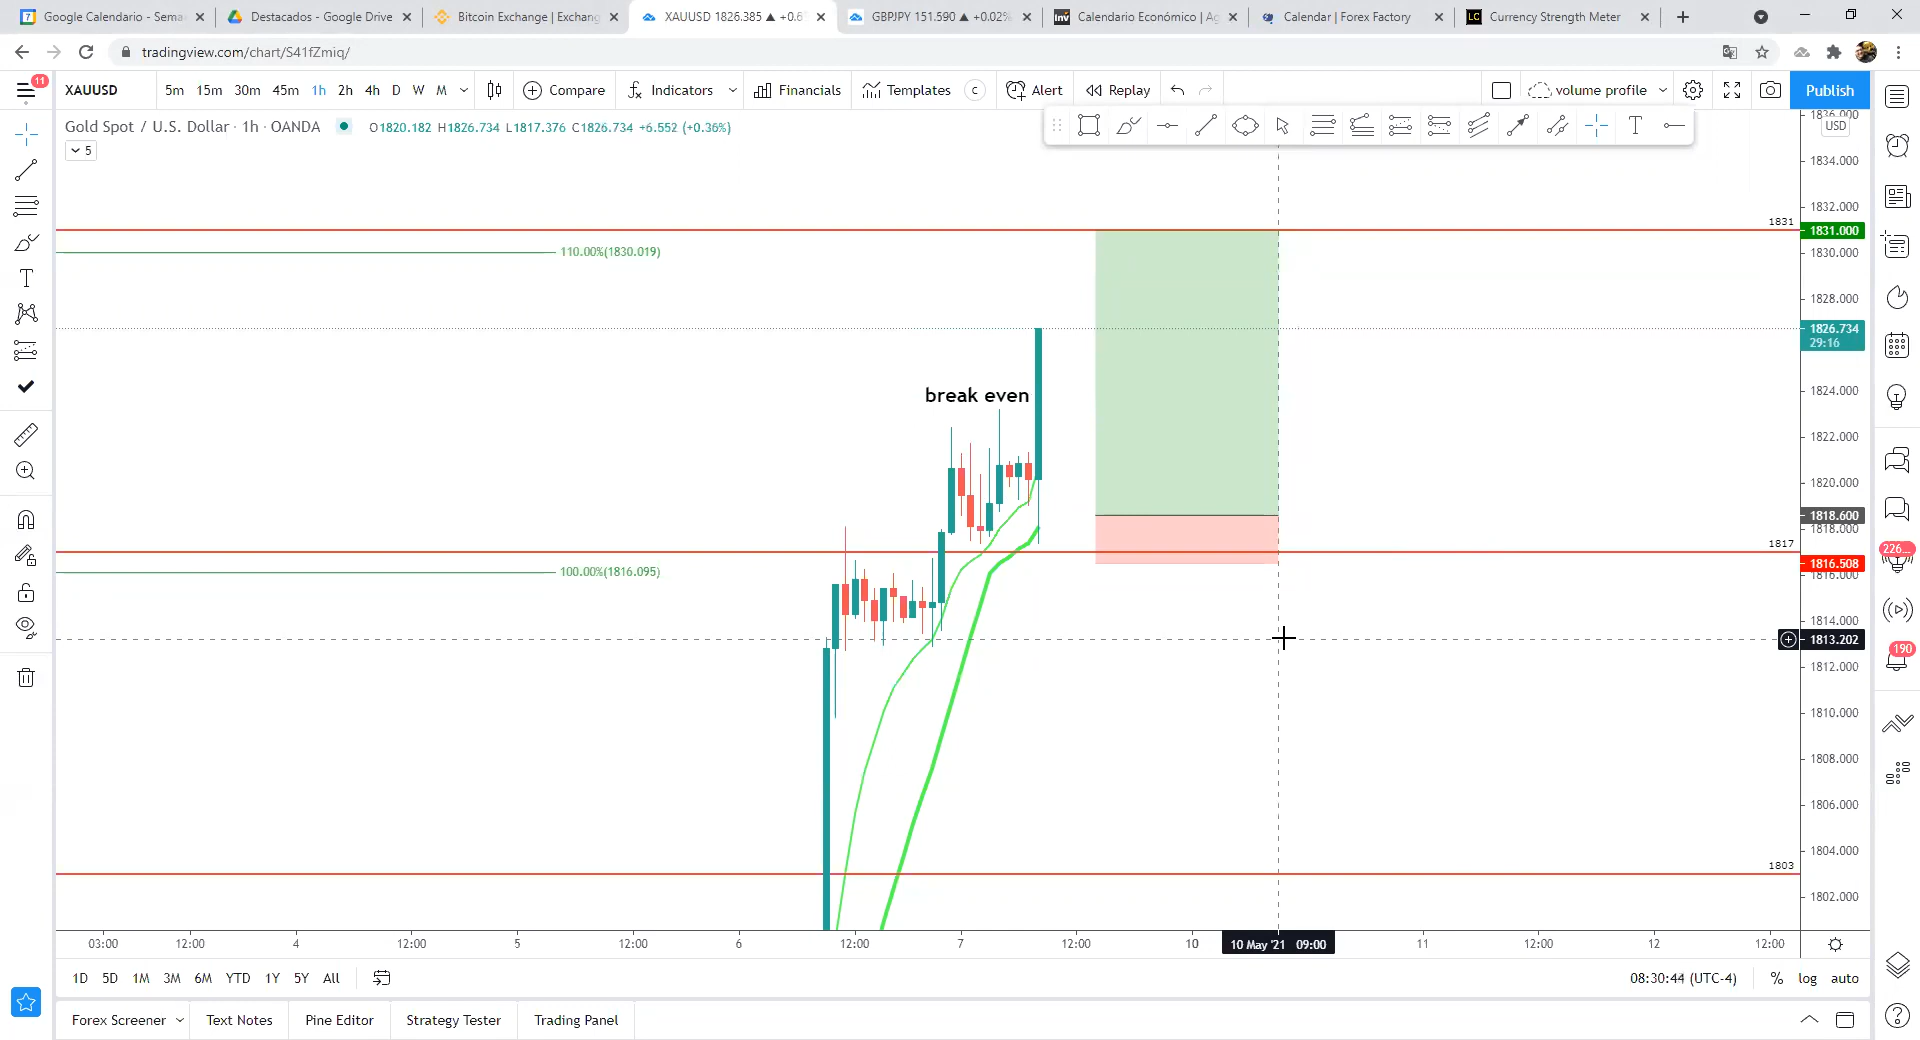 Google Calendario - Sema
Destacados - Google Drive
Bitcoin Exchange | Exchang
XAUUSD 1826.385 ▲ +0.6
GBPJPY 151.590 ▲ +0.02%
Calendario Económico | Ag
Calendar | Forex Factory
Currency Strength Meter
tradingview.com/chart/S41fZmiq/
11
XAUUSD 5m 15m 30m 45m 1h 2h 4h D W M Compare Indicators Financials Templates C Alert Replay volume profile Publish
Gold Spot / U.S. Dollar · 1h · OANDA O1820.182 H1826.734 L1817.376 C1826.734 +6.552 (+0.36%)
5
USD
1834.000
1832.000
1831 1831.000
110.00%(1830.019) 1830.000
1828.000
1826.734
29:16
break even
1824.000
1822.000
1820.000
1818.600
1818.000
1817
1816.508
100.00%(1816.095)
1816.000
1814.000
1813.202
1812.000
1810.000
1808.000
1806.000
1804.000
1803
1802.000
226...
190
03:00 12:00 4 12:00 5 12:00 6 12:00 7 12:00 10 10 May '21 09:00 11 12:00 12 12:00
1D 5D 1M 3M 6M YTD 1Y 5Y All 08:30:44 (UTC-4) % log auto
Forex Screener Text Notes Pine Editor Strategy Tester Trading Panel